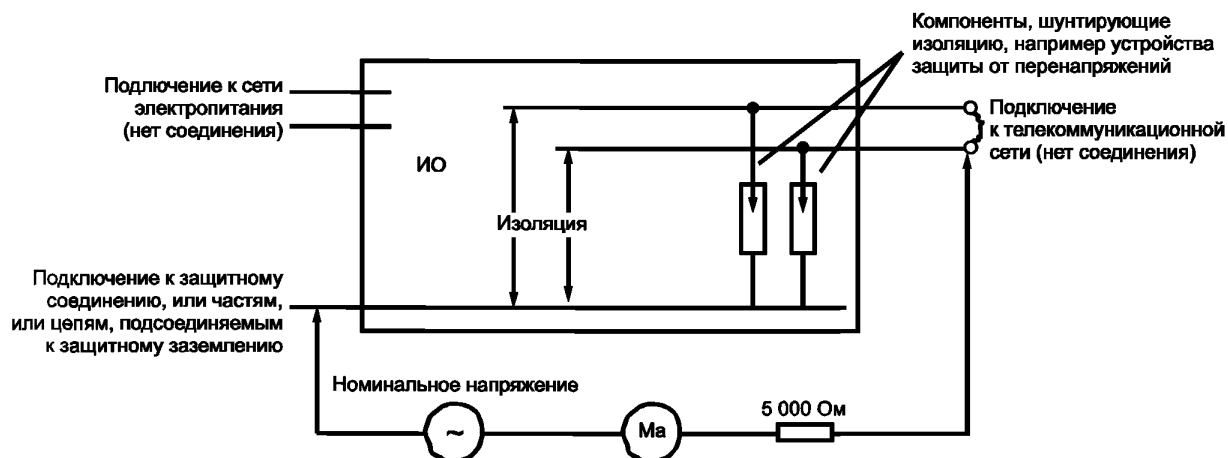 Компоненты, шунтирующие
изоляцию, например устройства
защиты от перенапряжений
Подлючение к сети
электропитания
(нет соединения)
Подключение
к телекоммуникационной
сети (нет соединения)
ИО
Изоляция
Подключение к защитному
соединению, или частям,
или цепям, подсоединяемым
к защитному заземлению
Номинальное напряжение
~
Ма
5 000 Ом